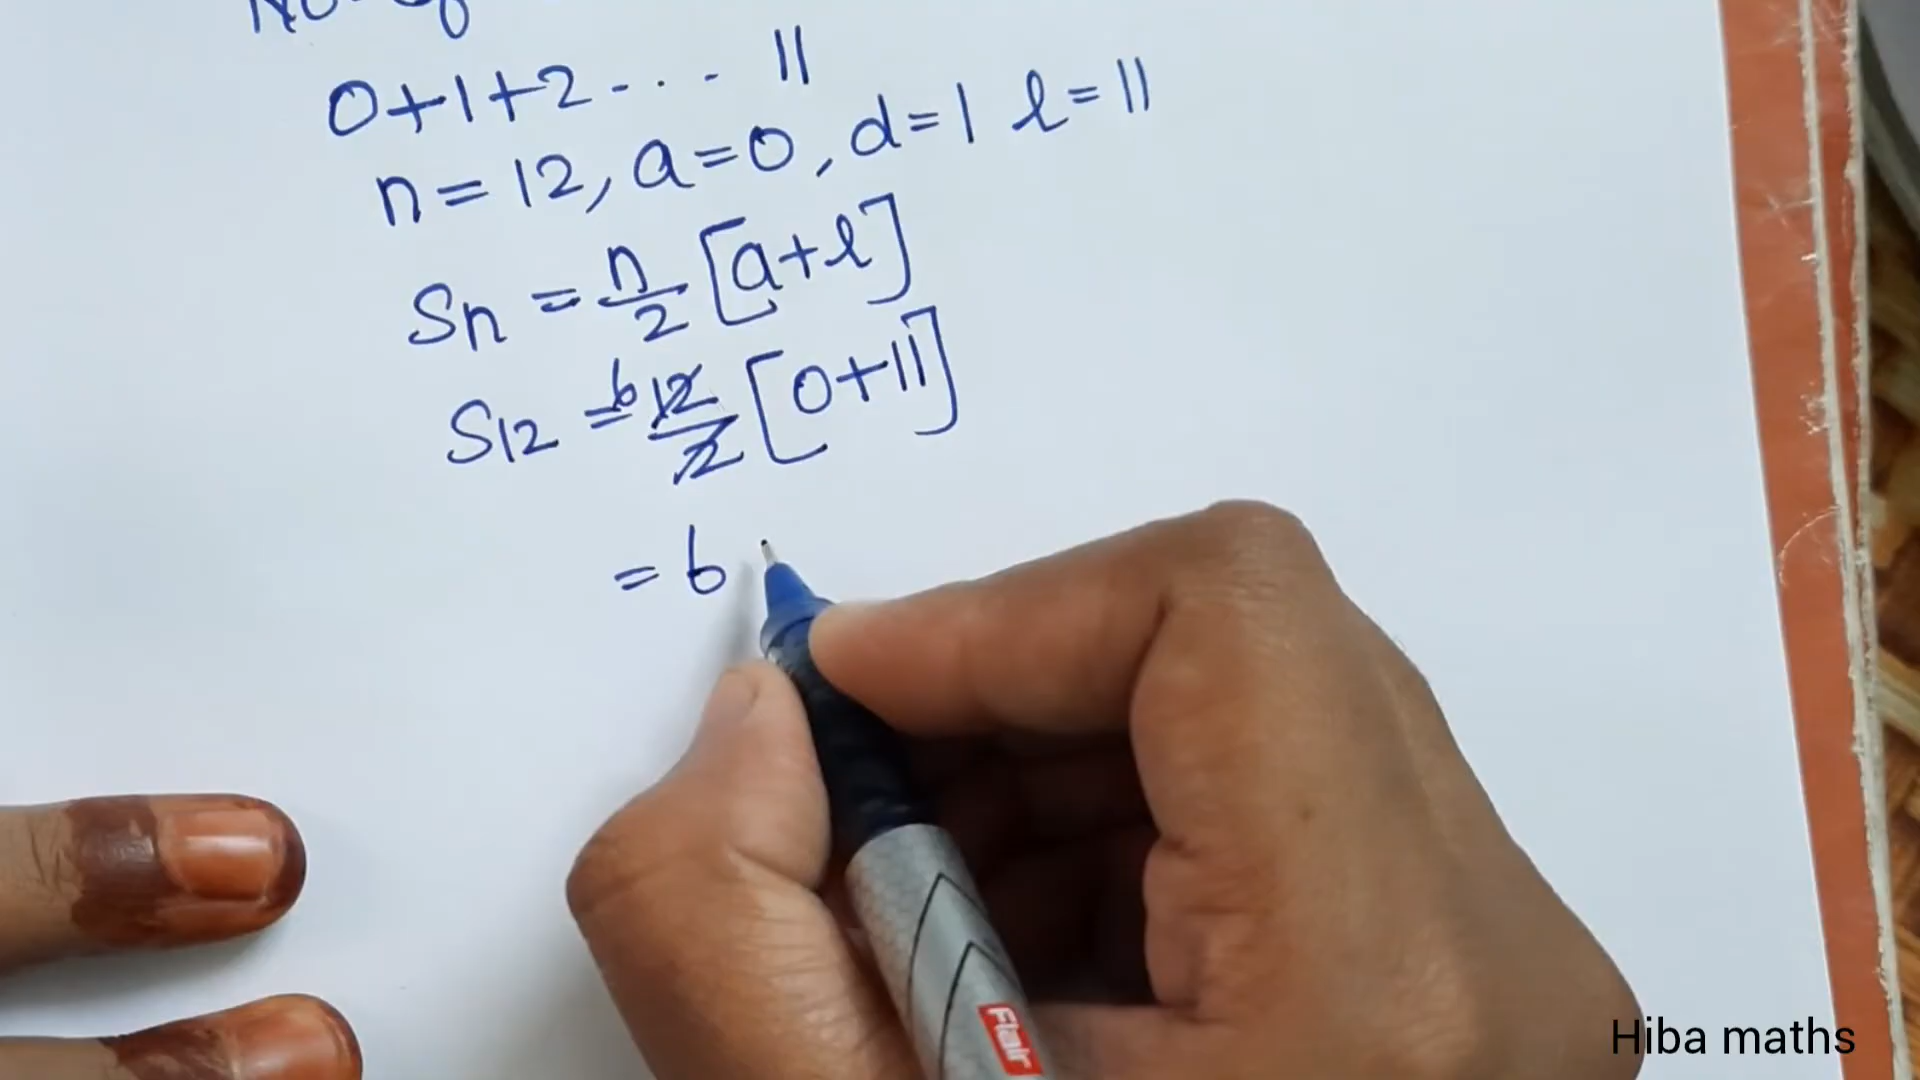 0+1+2 - . . - 11
n = 12, a = 0, d = 1 l = 11
Sn = n/2 [a+l]
S12 = 6 12/2 [0+11]
= 6
Flair
Hiba maths